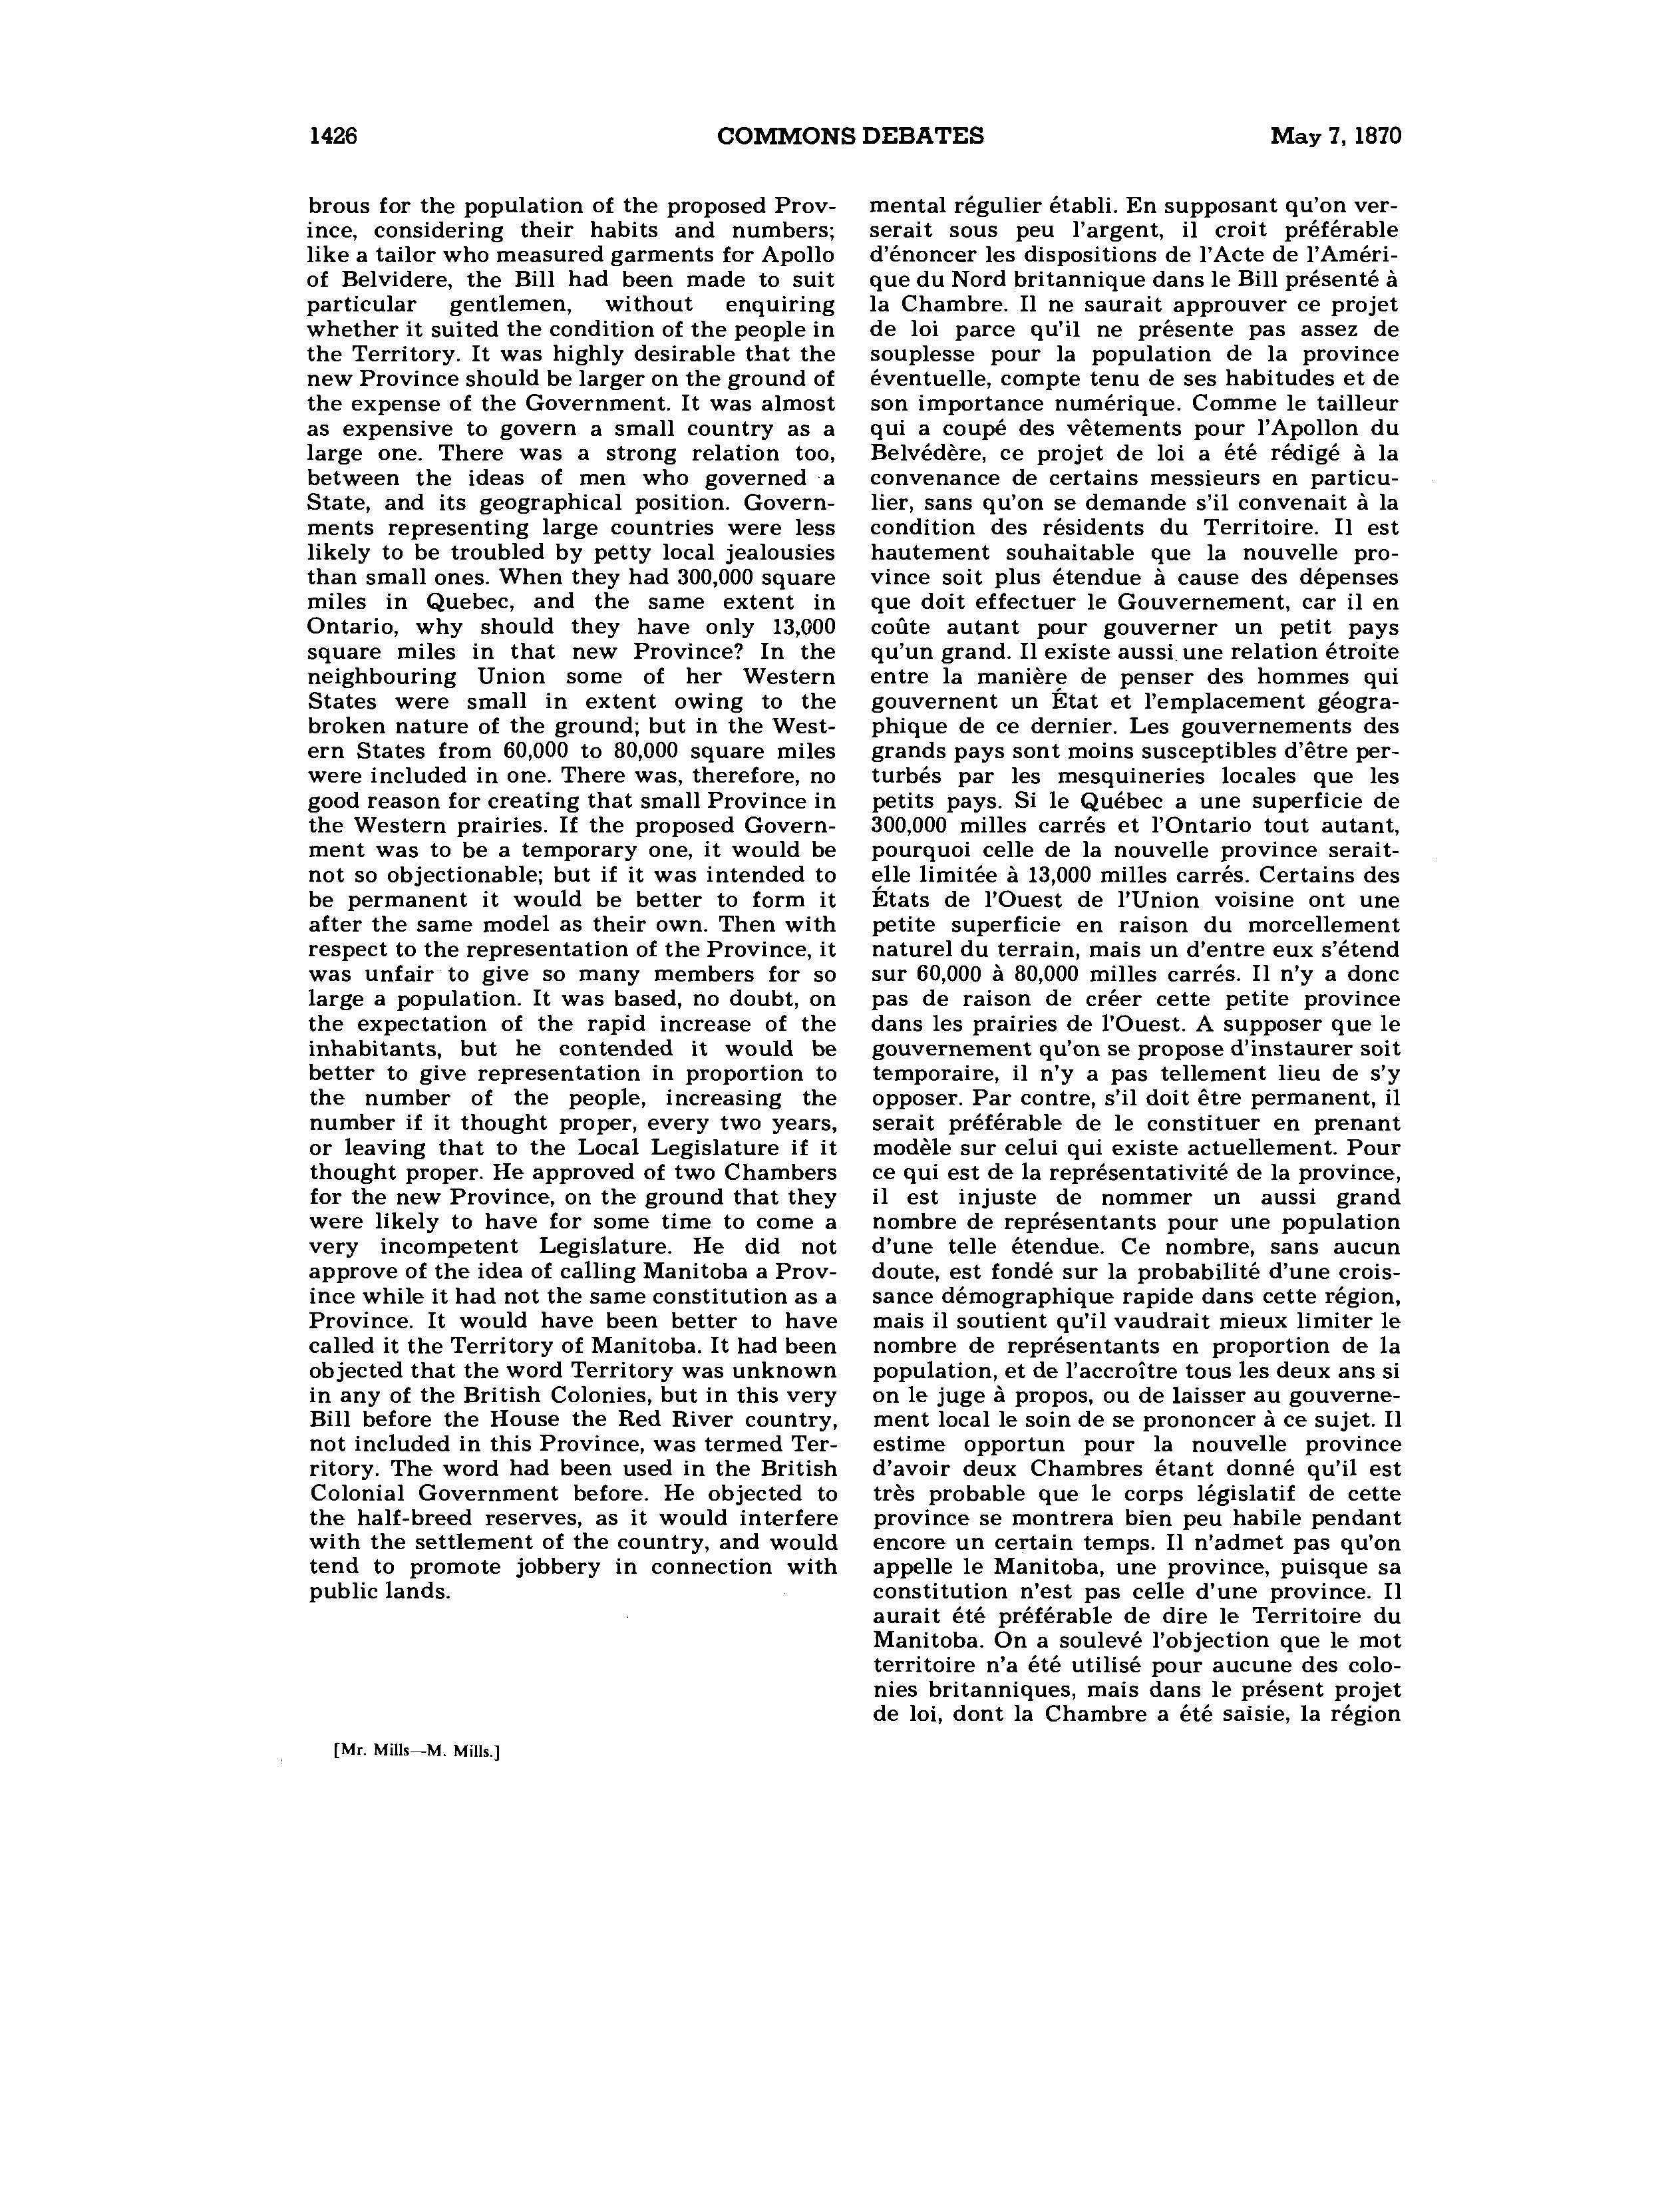 1426 COMMONS DEBATES May 7, 1870
brous for the population of the proposed Prov-
ince, considering their habits and numbers;
like a tailor who measured garments for Apollo
of Belvidere, the Bill had been made to suit
particular gentlemen, without enquiring
whether it suited the condition of the people in
the Territory. It was highly desirable that the
new Province should be larger on the ground of
the expense of the Government. It was almost
as expensive to govern a small country as a
large one. There was a strong relation too,
between the ideas of men who governed a
State, and its geographical position. Govern-
ments representing large countries were less
likely to be troubled by petty local jealousies
than small ones. When they had 300,000 square
miles in Quebec, and the same extent in
Ontario, why should they have only 13,000
square miles in that new Province? In the
neighbouring Union some of her Western
States were small in extent owing to the
broken nature of the ground; but in the West-
ern States from 60,000 to 80,000 square miles
were included in one. There was, therefore, no
good reason for creating that small Province in
the Western prairies. If the proposed Govern-
ment was to be a temporary one, it would be
not so objectionable; but if it was intended to
be permanent it would be better to form it
after the same model as their own. Then with
respect to the representation of the Province, it
was unfair to give so many members for so
large a population. It was based, no doubt, on
the expectation of the rapid increase of the
inhabitants, but he contended it would be
better to give representation in proportion to
the number of the people, increasing the
number if it thought proper, every two years,
or leaving that to the Local Legislature if it
thought proper. He approved of two Chambers
for the new Province, on the ground that they
were likely to have for some time to come a
very incompetent Legislature. He did not
approve of the idea of calling Manitoba a Prov-
ince while it had not the same constitution as a
Province. It would have been better to have
called it the Territory of Manitoba. It had been
objected that the word Territory was unknown
in any of the British Colonies, but in this very
Bill before the House the Red River country,
not included in this Province, was termed Ter-
ritory. The word had been used in the British
Colonial Government before. He objected to
the half-breed reserves, as it would interfere
with the settlement of the country, and would
tend to promote jobbery in connection with
public lands.
mental régulier établi. En supposant qu'on ver-
serait sous peu l'argent, il croit préférable
d'énoncer les dispositions de l'Acte de l'Améri-
que du Nord britannique dans le Bill présenté à
la Chambre. Il ne saurait approuver ce projet
de loi parce qu'il ne présente pas assez de
souplesse pour la population de la province
éventuelle, compte tenu de ses habitudes et de
son importance numérique. Comme le tailleur
qui a coupé des vêtements pour l'Apollon du
Belvédère, ce projet de loi a été rédigé à la
convenance de certains messieurs en particu-
lier, sans qu'on se demande s'il convenait à la
condition des résidents du Territoire. Il est
hautement souhaitable que la nouvelle pro-
vince soit plus étendue à cause des dépenses
que doit effectuer le Gouvernement, car il en
coûte autant pour gouverner un petit pays
qu'un grand. Il existe aussi une relation étroite
entre la manière de penser des hommes qui
gouvernent un État et l'emplacement géogra-
phique de ce dernier. Les gouvernements des
grands pays sont moins susceptibles d'être per-
turbés par les mesquineries locales que les
petits pays. Si le Québec a une superficie de
300,000 milles carrés et l'Ontario tout autant,
pourquoi celle de la nouvelle province serait-
elle limitée à 13,000 milles carrés. Certains des
États de l'Ouest de l'Union voisine ont une
petite superficie en raison du morcellement
naturel du terrain, mais un d'entre eux s'étend
sur 60,000 à 80,000 milles carrés. Il n'y a donc
pas de raison de créer cette petite province
dans les prairies de l'Ouest. A supposer que le
gouvernement qu'on se propose d'instaurer soit
temporaire, il n'y a pas tellement lieu de s'y
opposer. Par contre, s'il doit être permanent, il
serait préférable de le constituer en prenant
modèle sur celui qui existe actuellement. Pour
ce qui est de la représentativité de la province,
il est injuste de nommer un aussi grand
nombre de représentants pour une population
d'une telle étendue. Ce nombre, sans aucun
doute, est fondé sur la probabilité d'une crois-
sance démographique rapide dans cette région,
mais il soutient qu'il vaudrait mieux limiter le
nombre de représentants en proportion de la
population, et de l'accroître tous les deux ans si
on le juge à propos, ou de laisser au gouverne-
ment local le soin de se prononcer à ce sujet. Il
estime opportun pour la nouvelle province
d'avoir deux Chambres étant donné qu'il est
très probable que le corps législatif de cette
province se montrera bien peu habile pendant
encore un certain temps. Il n'admet pas qu'on
appelle le Manitoba, une province, puisque sa
constitution n'est pas celle d'une province. Il
aurait été préférable de dire le Territoire du
Manitoba. On a soulevé l'objection que le mot
territoire n'a été utilisé pour aucune des colo-
nies britanniques, mais dans le présent projet
de loi, dont la Chambre a été saisie, la région
[Mr. Mills—M. Mills.]